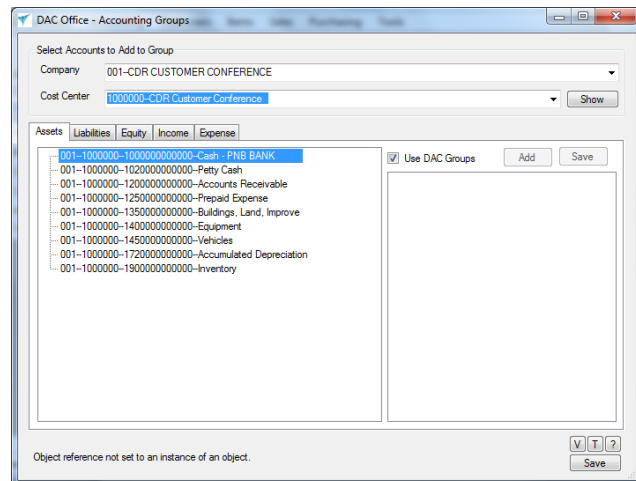 DAC Office - Accounting Groups
Items Sales Purchasing Tools
Select Accounts to Add to Group
Company 001--CDR CUSTOMER CONFERENCE
Cost Center 1000000--CDR Customer Conference Show
Assets Liabilities Equity Income Expense
001--1000000--1000000000000--Cash - PNB BANK
001--1000000--1020000000000--Petty Cash
001--1000000--1200000000000--Accounts Receivable
001--1000000--1250000000000--Prepaid Expense
001--1000000--1350000000000--Buildings, Land, Improve
001--1000000--1400000000000--Equipment
001--1000000--1450000000000--Vehicles
001--1000000--1720000000000--Accumulated Depreciation
001--1000000--1900000000000--Inventory
Use DAC Groups Add Save
V T ?
Object reference not set to an instance of an object.
Save